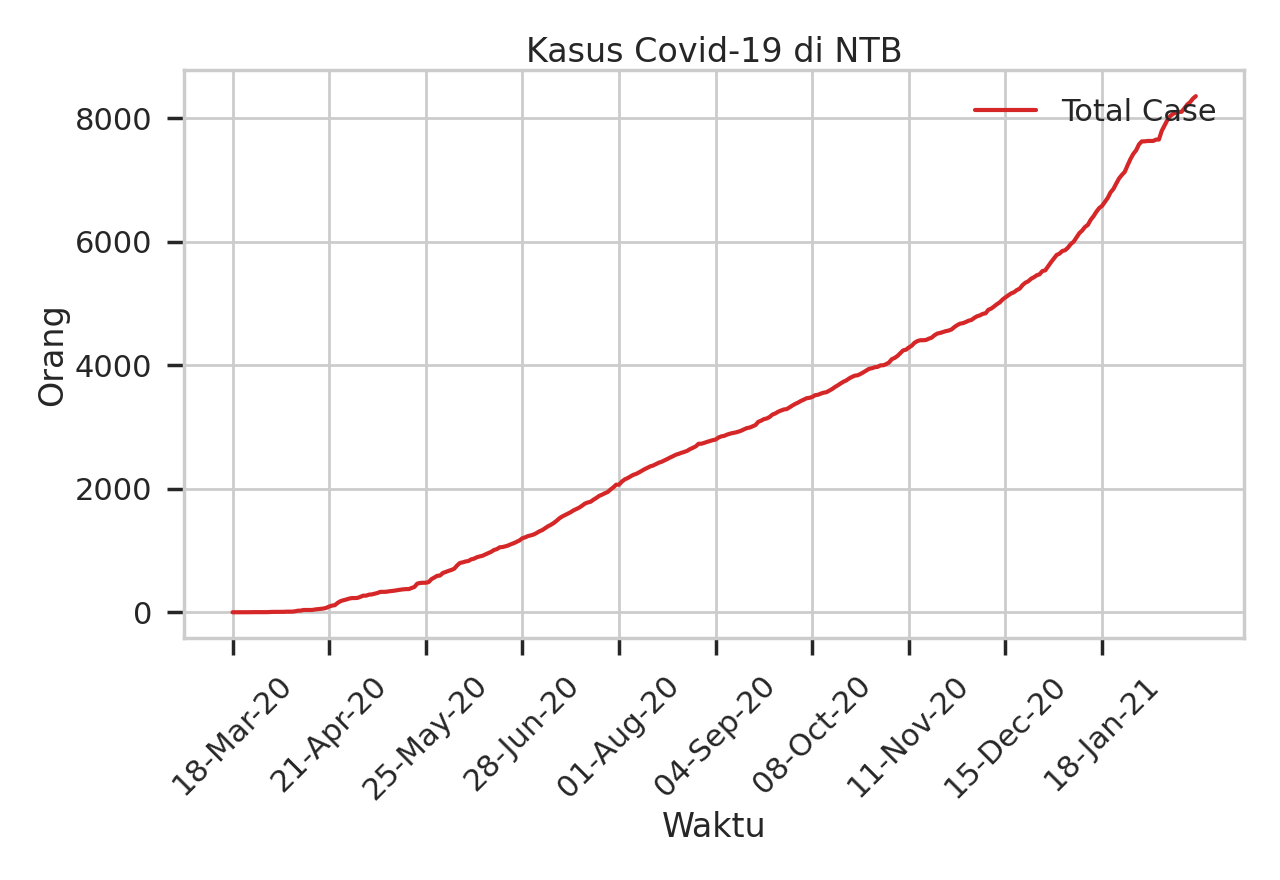 Kasus Covid-19 di NTB
Total Case
8000
6000
4000
2000
0
Orang
18-Mar-20
21-Apr-20
25-May-20
28-Jun-20
01-Aug-20
04-Sep-20
08-Oct-20
11-Nov-20
15-Dec-20
18-Jan-21
Waktu